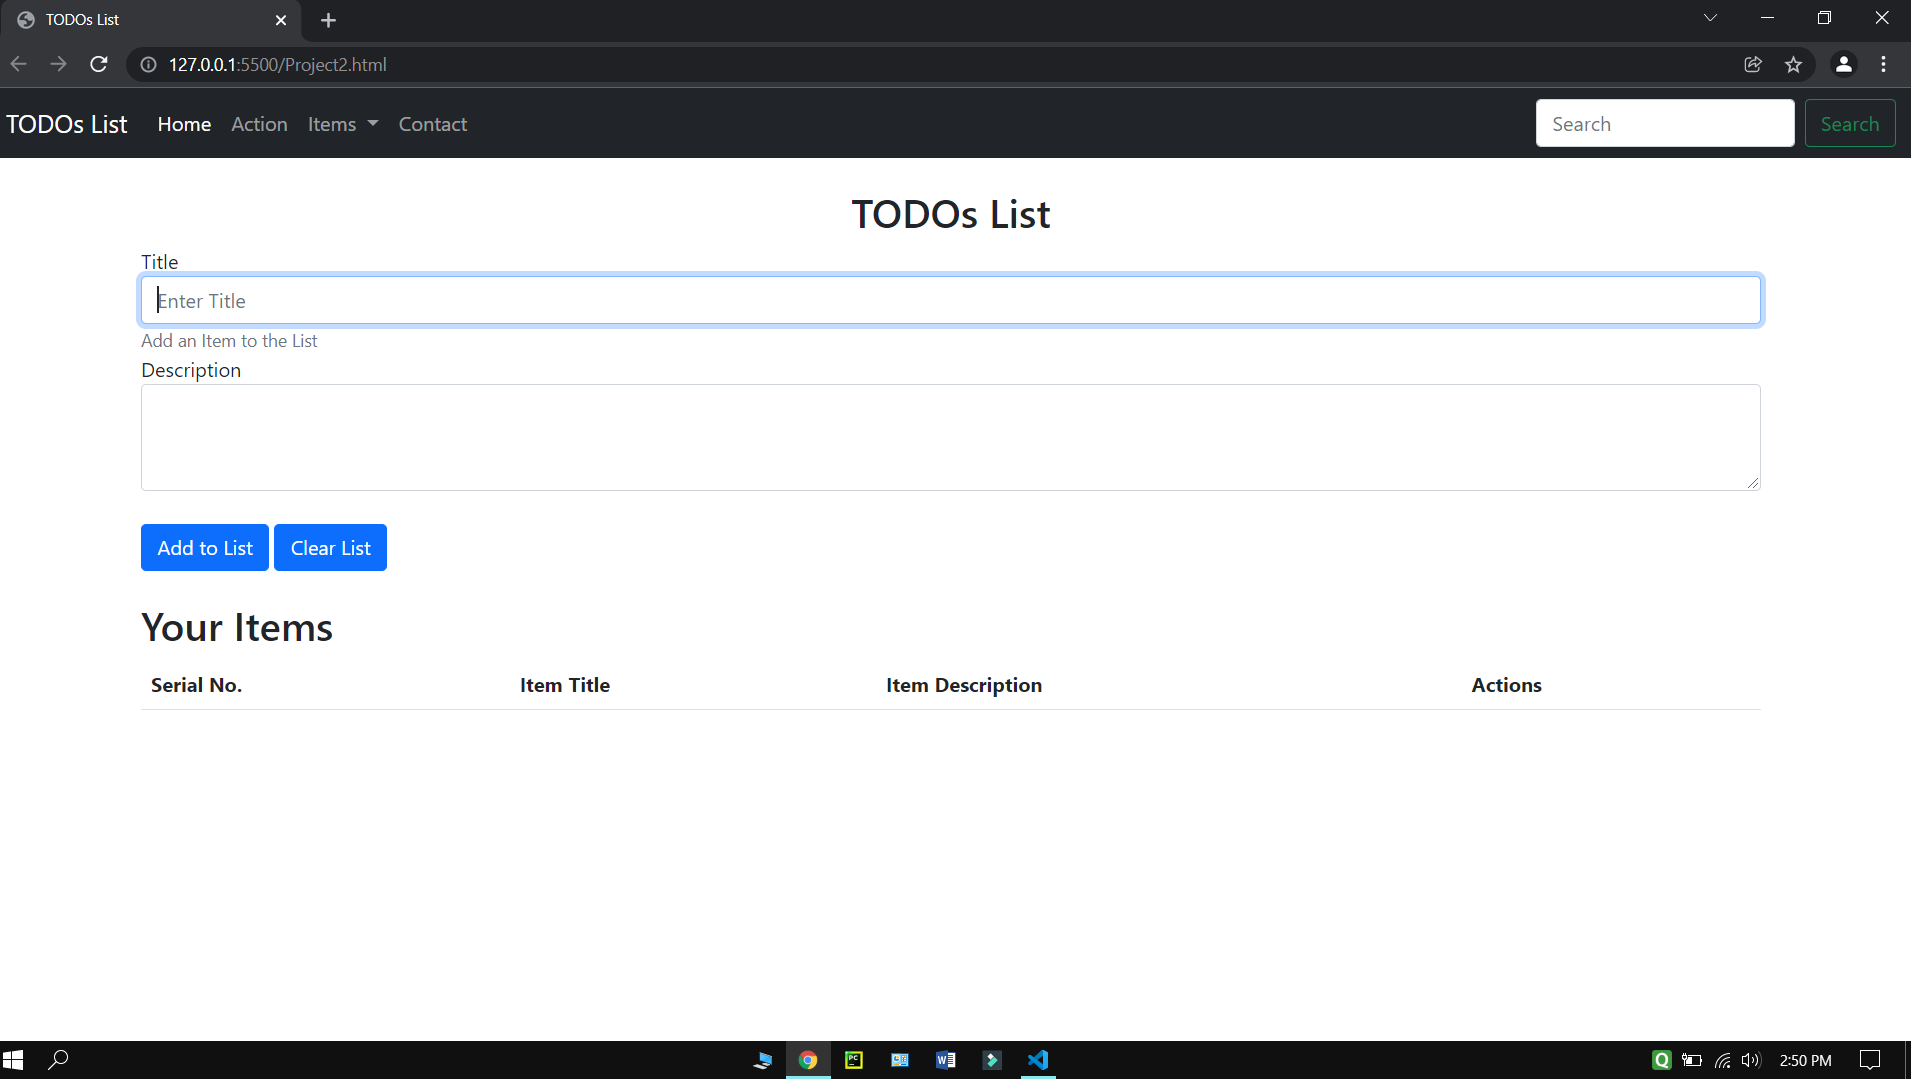 TODOs List
127.0.0.1:5500/Project2.html
TODOs List Home Action Items Contact Search Search
TODOs List
Title
Enter Title
Add an Item to the List
Description
Add to List Clear List
Your Items
Serial No. Item Title Item Description Actions
PC W Q 2:50 PM